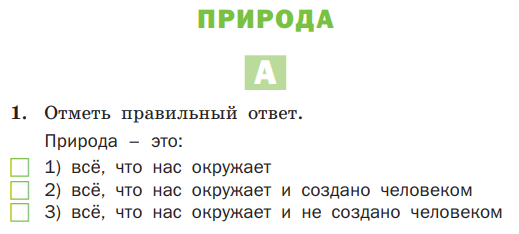 ПРИРОДА
А
1. Отметь правильный ответ.
Природа – это:
1) всё, что нас окружает
2) всё, что нас окружает и создано человеком
3) всё, что нас окружает и не создано человеком